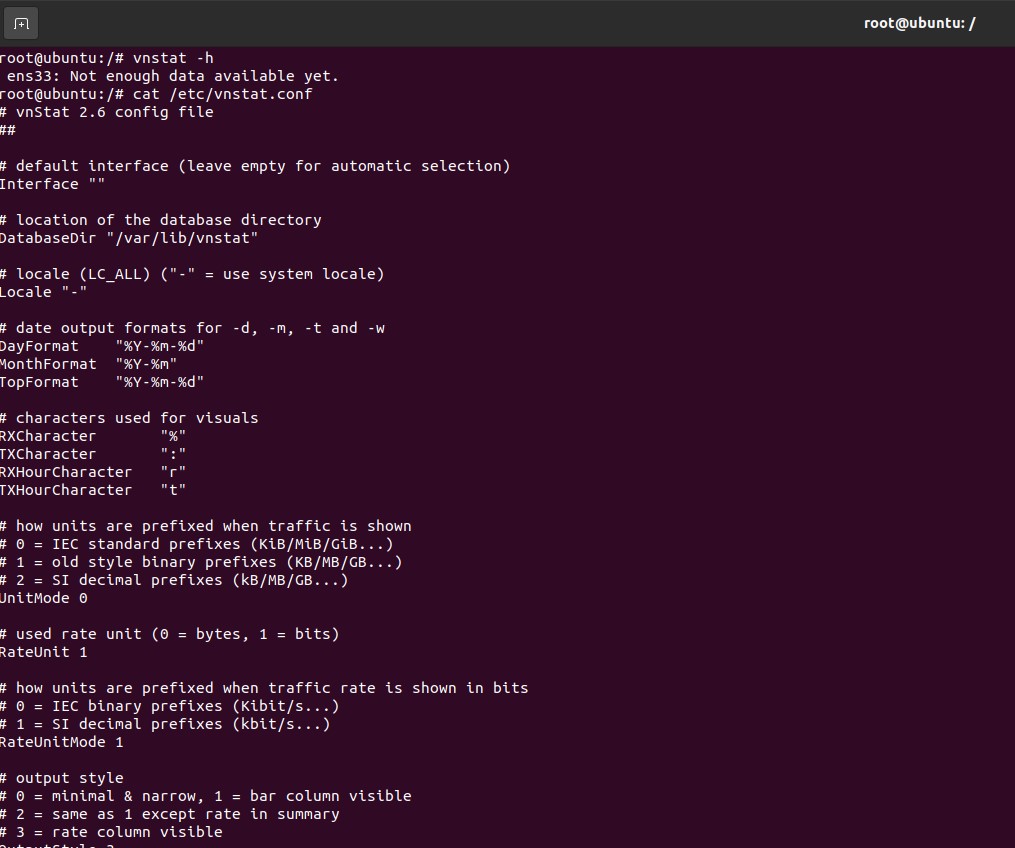 root@ubuntu: /
root@ubuntu:/# vnstat -h
 ens33: Not enough data available yet.
root@ubuntu:/# cat /etc/vnstat.conf
# vnStat 2.6 config file
##

# default interface (leave empty for automatic selection)
Interface ""

# location of the database directory
DatabaseDir "/var/lib/vnstat"

# locale (LC_ALL) ("-" = use system locale)
Locale "-"

# date output formats for -d, -m, -t and -w
DayFormat    "%Y-%m-%d"
MonthFormat  "%Y-%m"
TopFormat    "%Y-%m-%d"

# characters used for visuals
RXCharacter       "%"
TXCharacter       ":"
RXHourCharacter   "r"
TXHourCharacter   "t"

# how units are prefixed when traffic is shown
# 0 = IEC standard prefixes (KiB/MiB/GiB...)
# 1 = old style binary prefixes (KB/MB/GB...)
# 2 = SI decimal prefixes (kB/MB/GB...)
UnitMode 0

# used rate unit (0 = bytes, 1 = bits)
RateUnit 1

# how units are prefixed when traffic rate is shown in bits
# 0 = IEC binary prefixes (Kibit/s...)
# 1 = SI decimal prefixes (kbit/s...)
RateUnitMode 1

# output style
# 0 = minimal & narrow, 1 = bar column visible
# 2 = same as 1 except rate in summary
# 3 = rate column visible